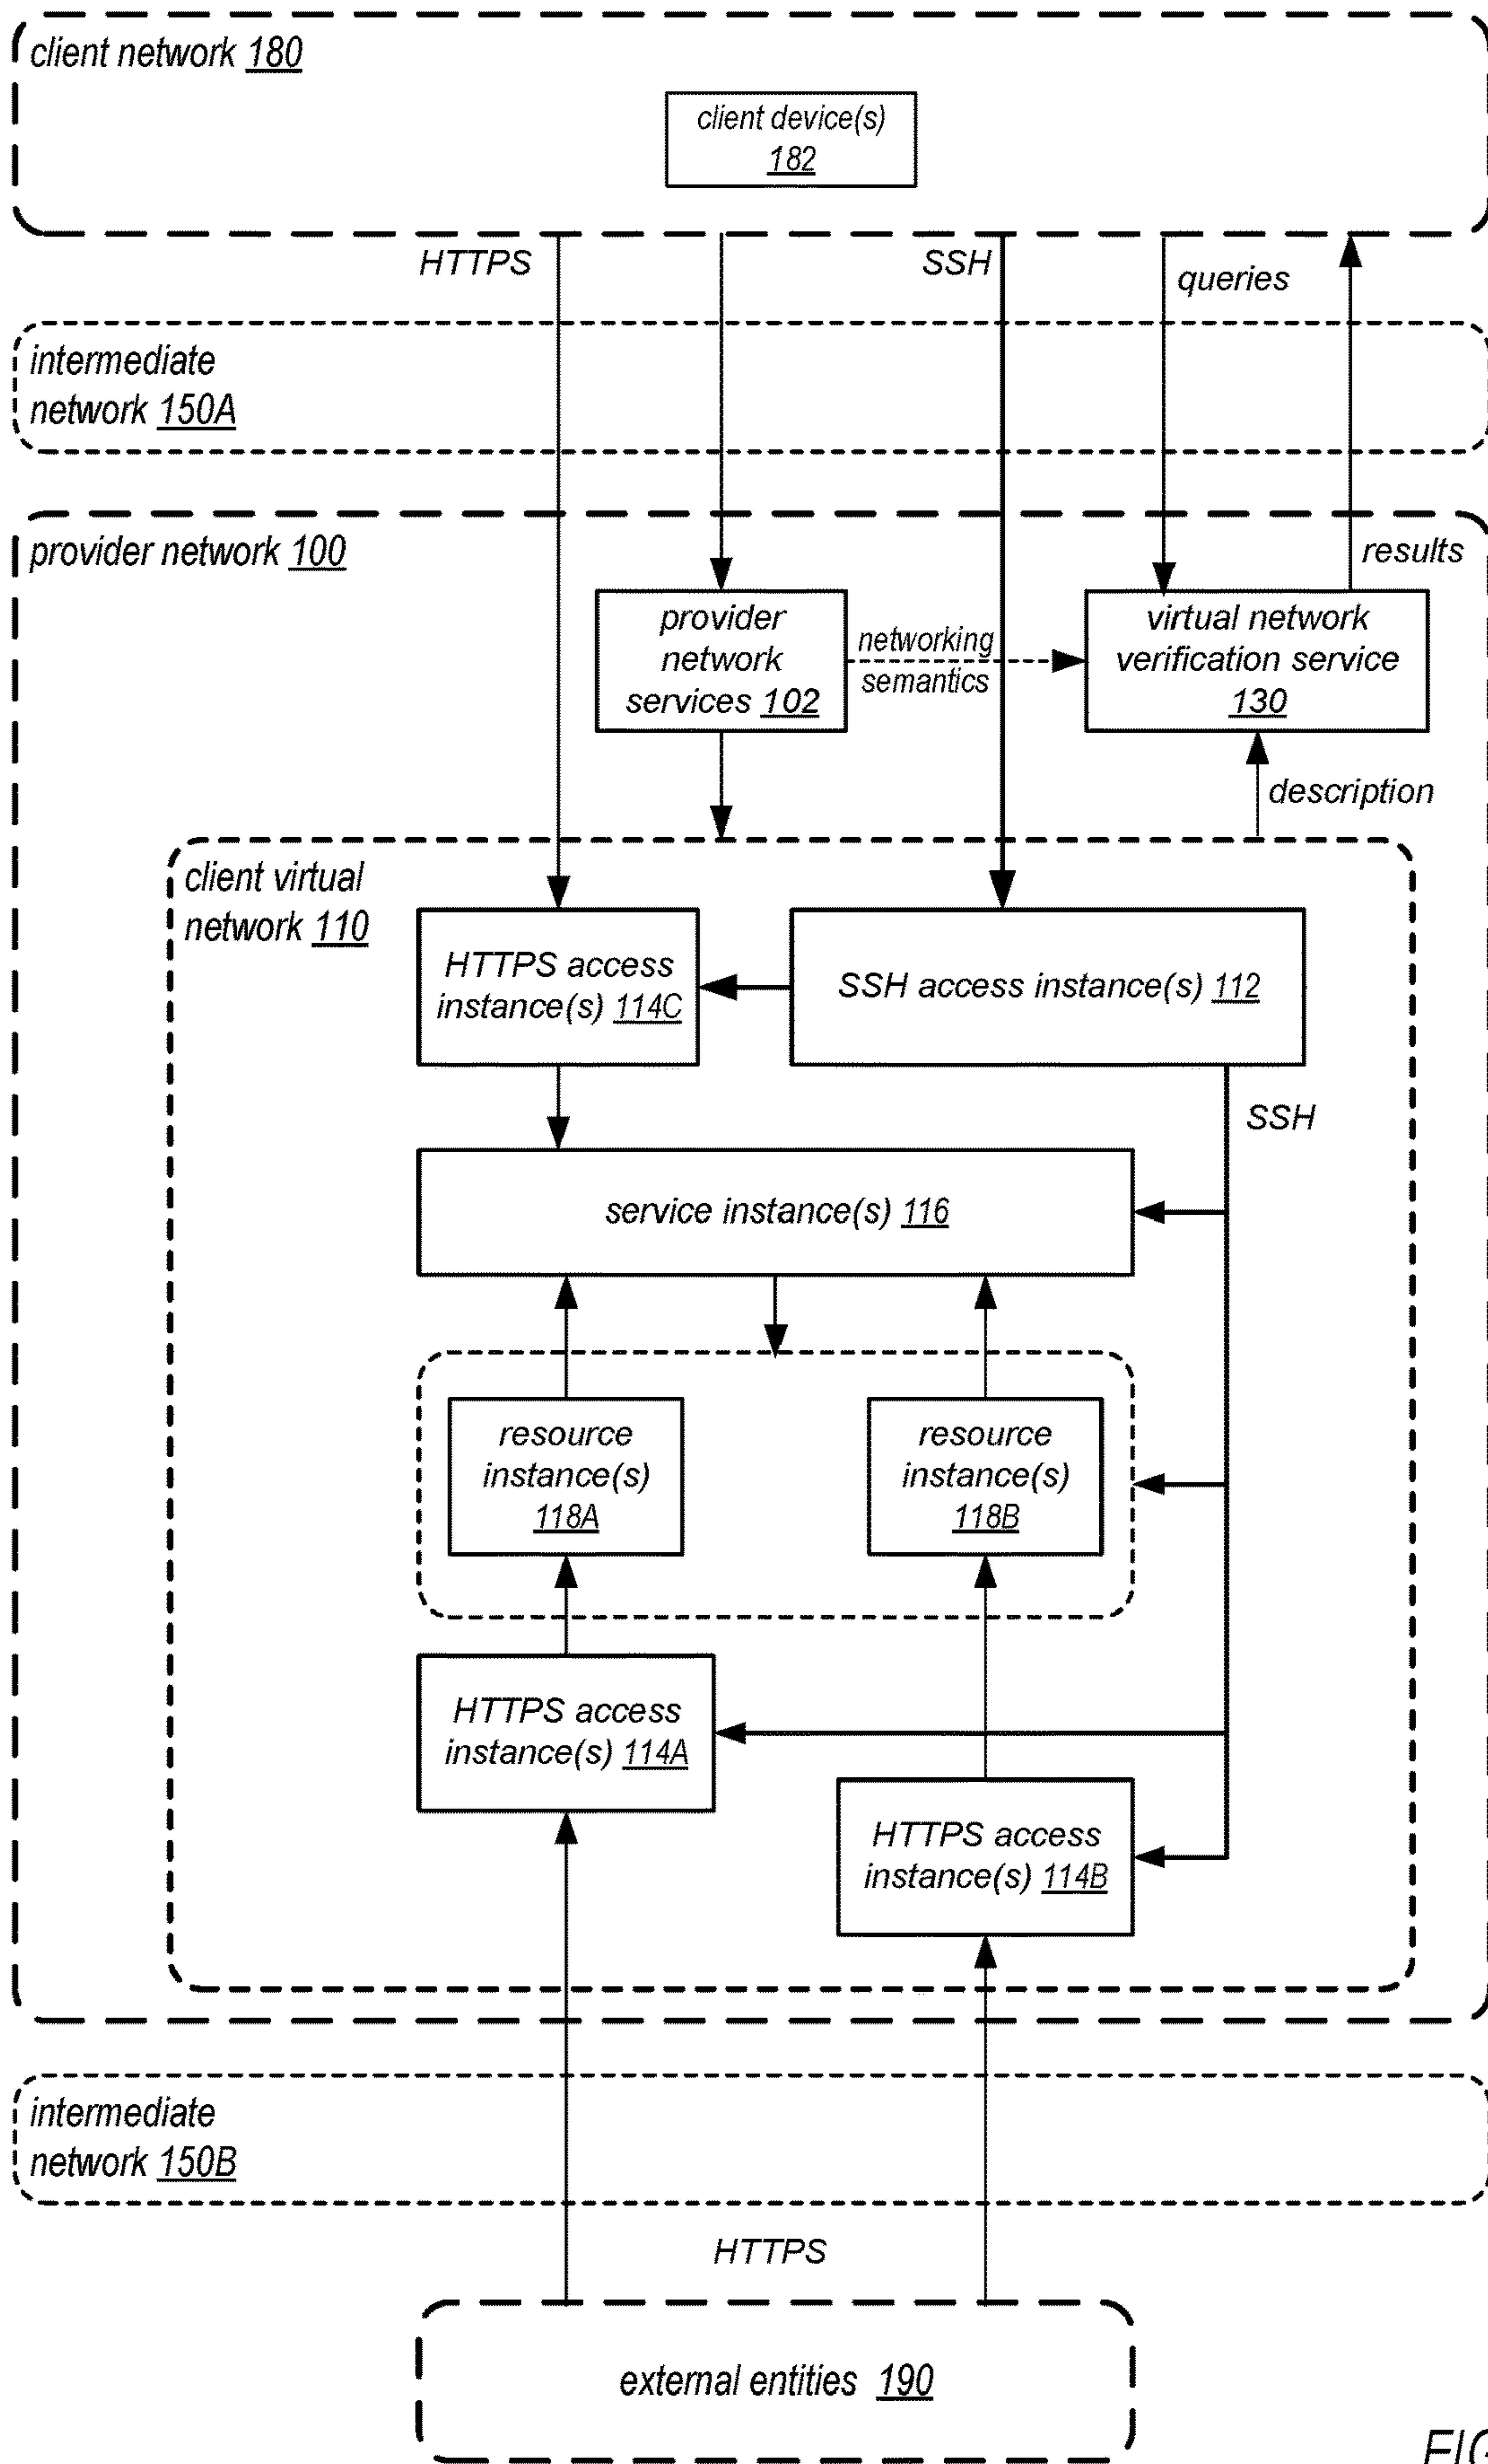 client network 180
client device(s)
182
HTTPS
SSH
queries
intermediate
network 150A
provider network 100
results
provider
network
services 102
networking
semantics
virtual network
verification service
130
description
client virtual
network 110
HTTPS access
instance(s) 114C
SSH access instance(s) 112
SSH
service instance(s) 116
resource
instance(s)
118A
resource
instance(s)
118B
HTTPS access
instance(s) 114A
HTTPS access
instance(s) 114B
intermediate
network 150B
HTTPS
external entities 190
FIG